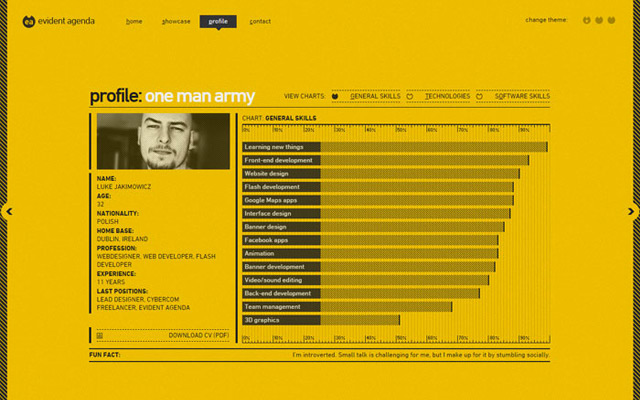 ea evident agenda
home showcase profile contact
change theme:
profile: one man army
VIEW CHARTS: GENERAL SKILLS TECHNOLOGIES SOFTWARE SKILLS
CHART: GENERAL SKILLS
0% 10% 20% 30% 40% 50% 60% 70% 80% 90%
Learning new things
Front-end development
Website design
Flash development
Google Maps apps
Interface design
Banner design
Facebook apps
Animation
Banner development
Video/sound editing
Back-end development
Team management
3D graphics
0% 10% 20% 30% 40% 50% 60% 70% 80% 90%
NAME:
LUKE JAKIMOWICZ
AGE:
32
NATIONALITY:
POLISH
HOME BASE:
DUBLIN, IRELAND
PROFESSION:
WEBDESIGNER, WEB DEVELOPER, FLASH
DEVELOPER
EXPERIENCE:
11 YEARS
LAST POSITIONS:
LEAD DESIGNER, CYBERCOM
FREELANCER, EVIDENT AGENDA
DOWNLOAD CV (PDF)
FUN FACT: I'm introverted. Small talk is challenging for me, but I make up for it by stumbling socially.